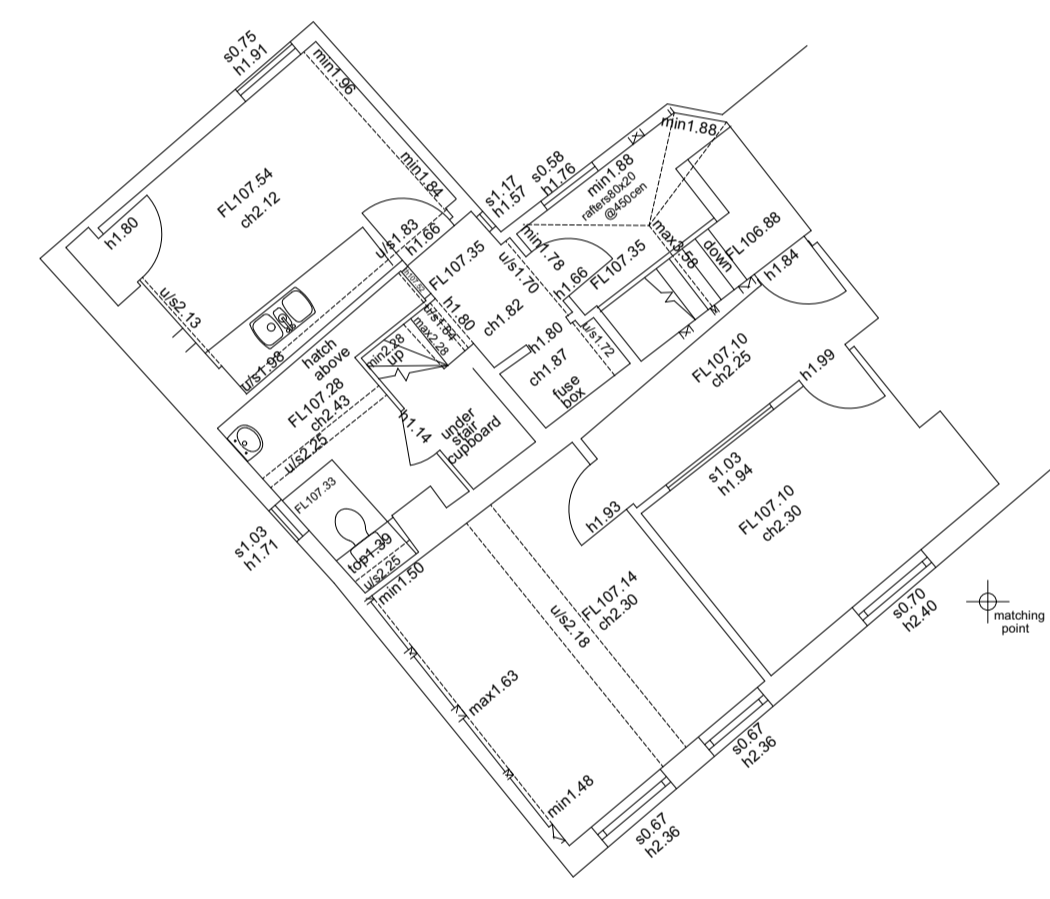 s0.75
h1.91
min1.96
FL107.54
ch2.12
h1.80
min1.84
u/s1.83
h1.66
u/s2.13
u/s1.98
s1.17
h1.57
s0.58
h1.76
min1.88
min1.88
rafters80x20
@450cen
FL107.35
u/s1.70
min1.78
h1.66
FL107.35
max3.58
down
FL106.88
h1.84
h1.80
ch1.82
max2.28
min2.28
up
h1.80
ch1.87
fuse
box
u/s1.72
hatch
above
FL107.28
ch2.43
u/s2.25
h1.14
under
stair
cupboard
FL107.10
ch2.25
h1.99
FL107.33
top1.39
u/s2.25
s1.03
h1.71
s1.03
h1.94
FL107.10
ch2.30
h1.93
min1.50
FL107.14
ch2.30
u/s2.18
max1.63
min1.48
s0.70
h2.40
matching
point
s0.67
h2.36
s0.67
h2.36